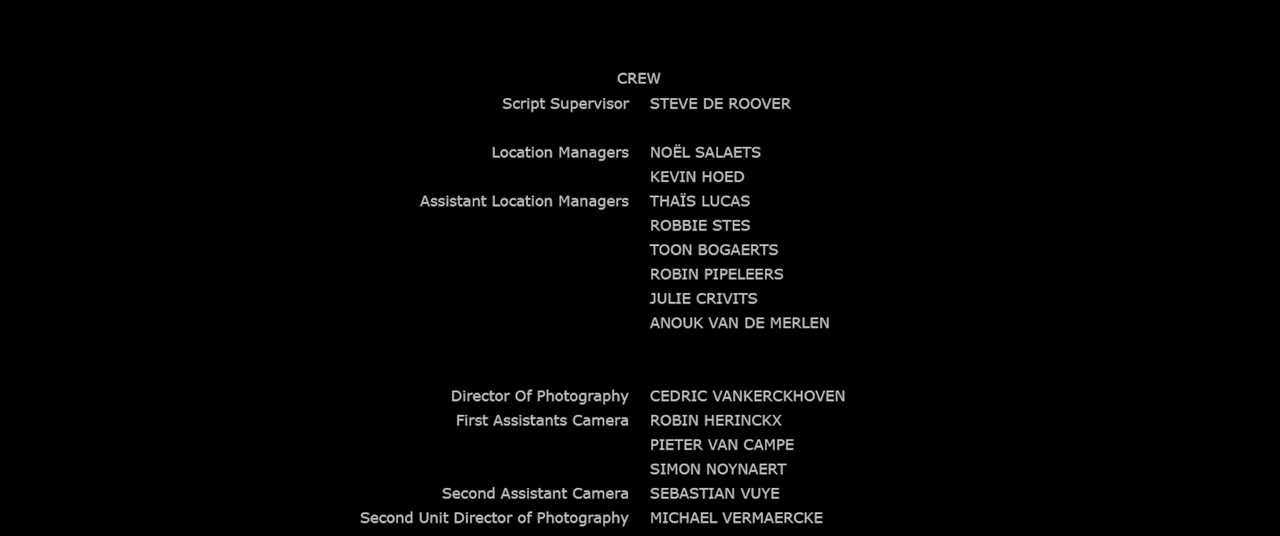 CREW
Script Supervisor STEVE DE ROOVER
Location Managers NOËL SALAETS
KEVIN HOED
Assistant Location Managers THAÏS LUCAS
ROBBIE STES
TOON BOGAERTS
ROBIN PIPELEERS
JULIE CRIVITS
ANOUK VAN DE MERLEN
Director Of Photography CEDRIC VANKERCKHOVEN
First Assistants Camera ROBIN HERINCKX
PIETER VAN CAMPE
SIMON NOYNAERT
Second Assistant Camera SEBASTIAN VUYE
Second Unit Director of Photography MICHAEL VERMAERCKE